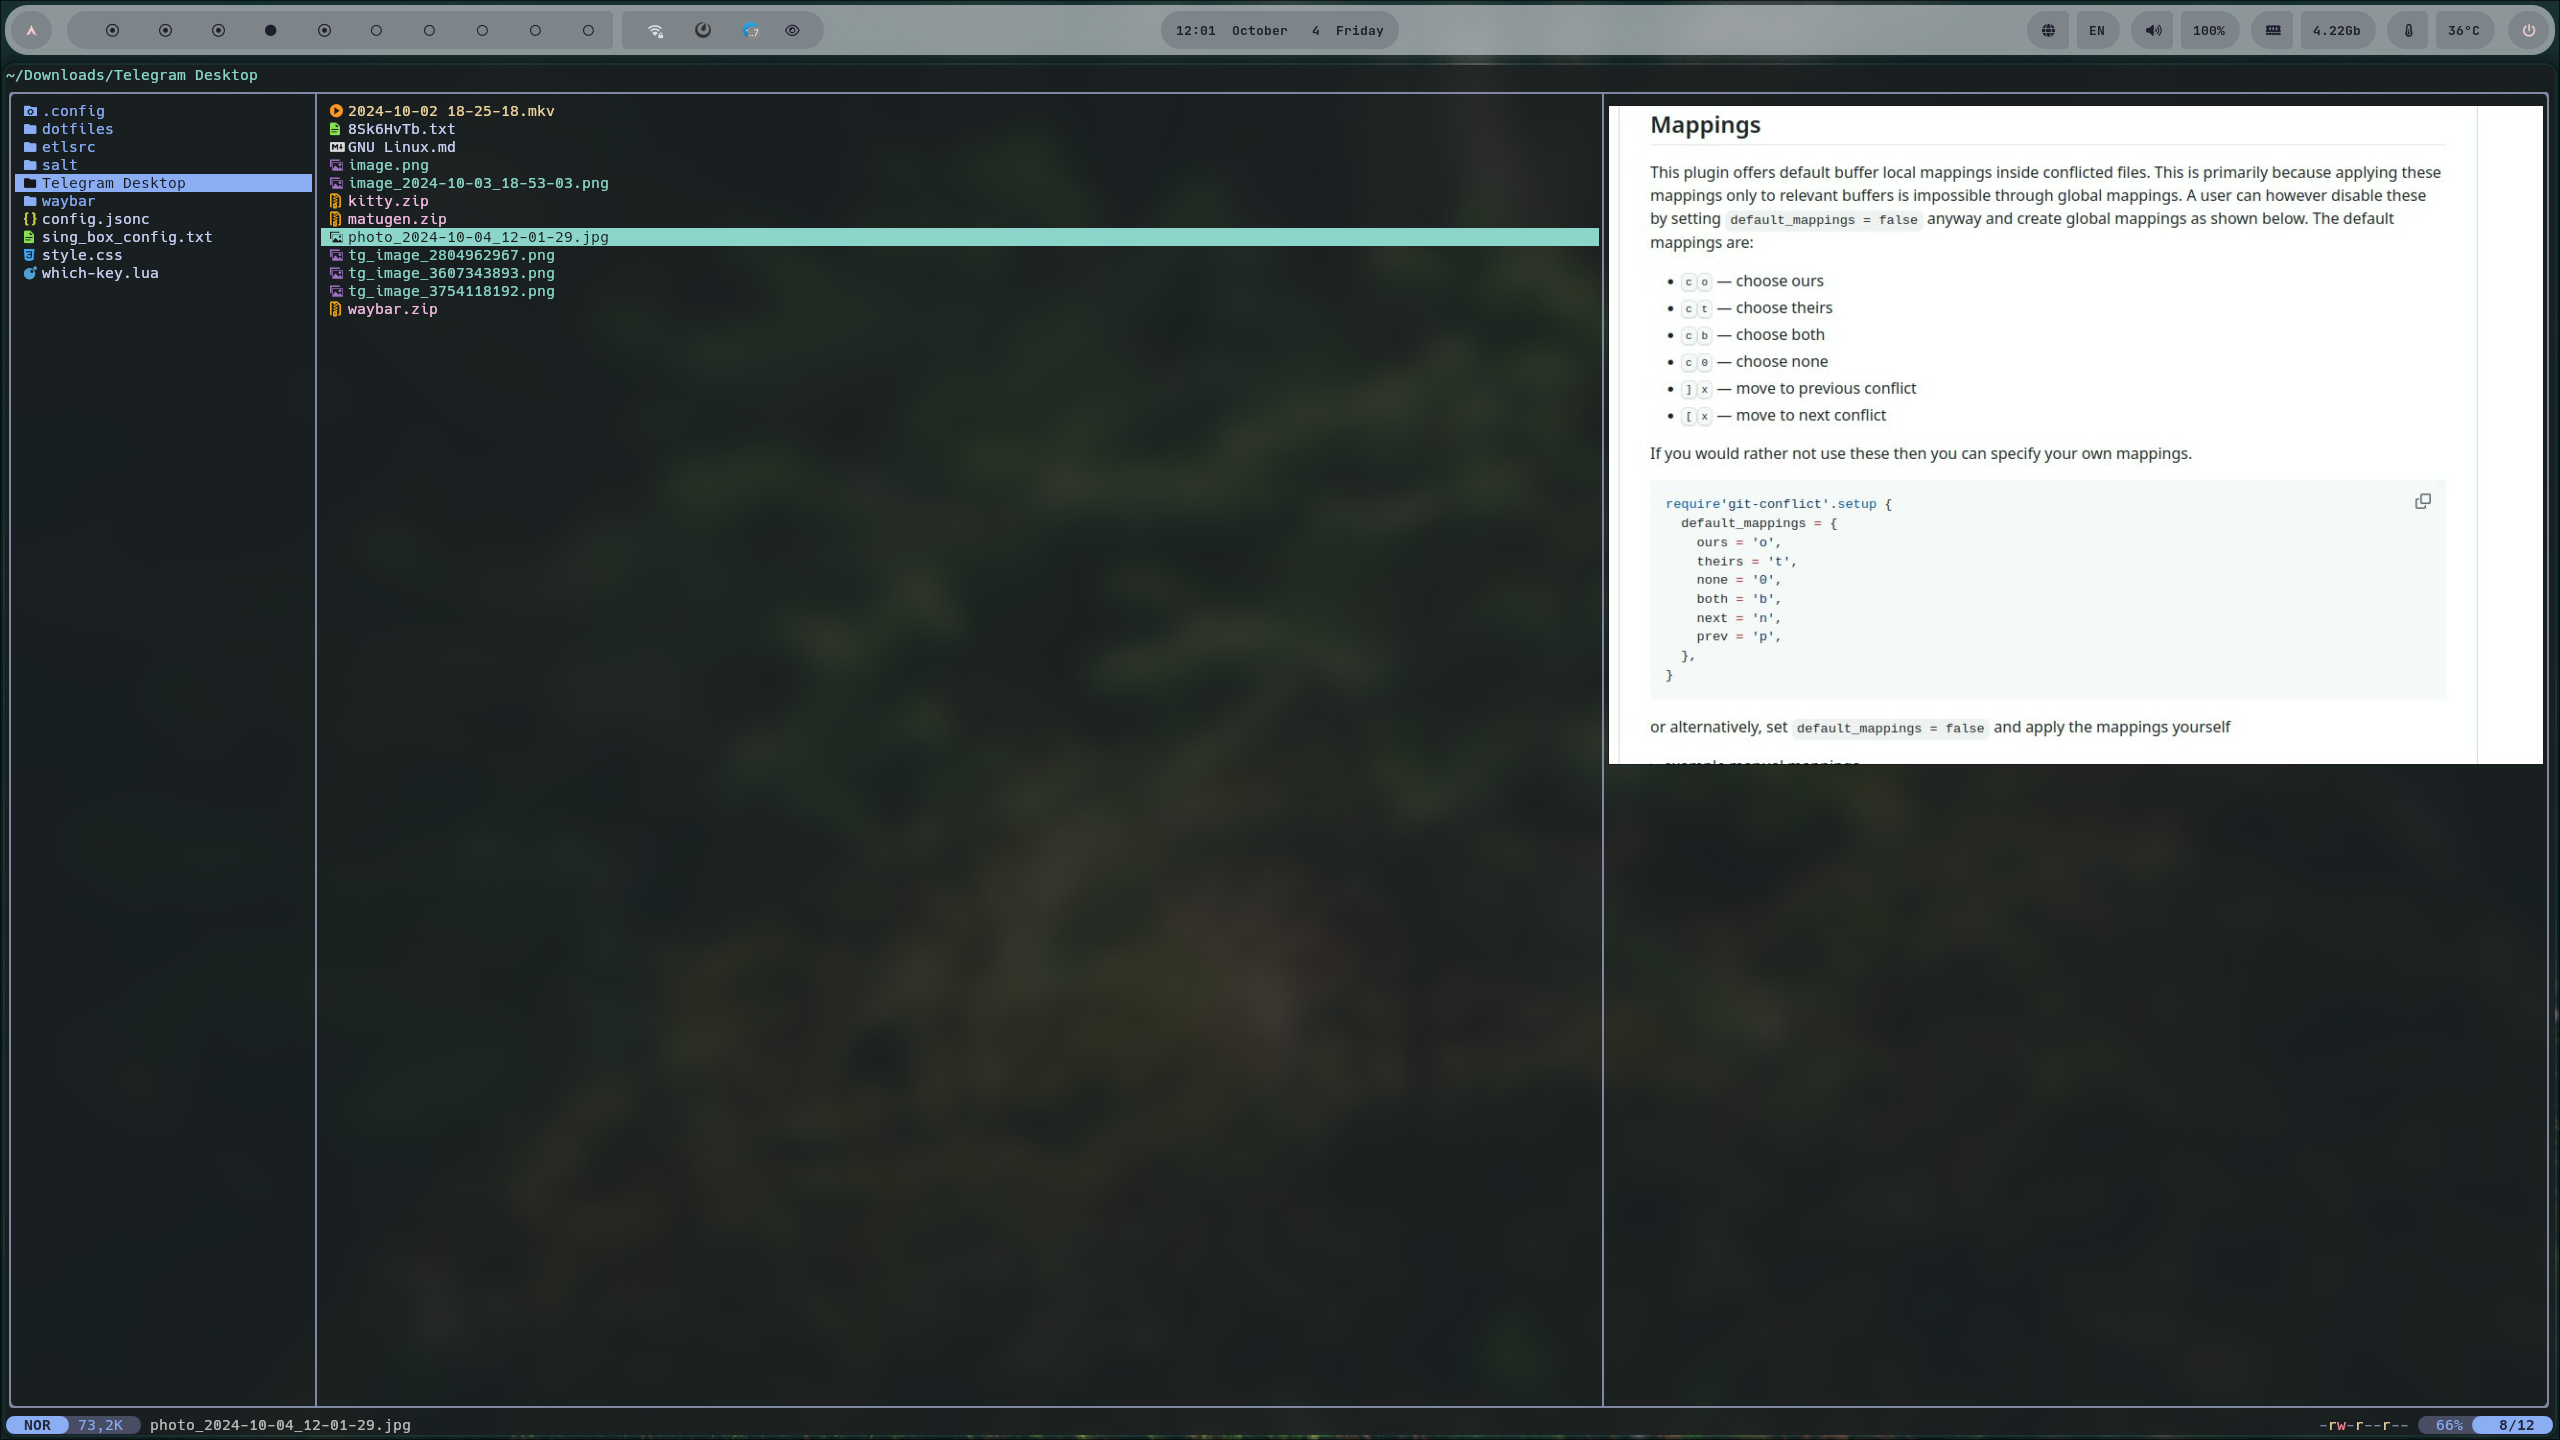 12:01 October 4 Friday
EN
100%
4.22Gb
36°C
~/Downloads/Telegram Desktop
.config
dotfiles
etlsrc
salt
Telegram Desktop
waybar
config.jsonc
sing_box_config.txt
style.css
which-key.lua
2024-10-02 18-25-18.mkv
8Sk6HvTb.txt
GNU Linux.md
image.png
image_2024-10-03_18-53-03.png
kitty.zip
matugen.zip
photo_2024-10-04_12-01-29.jpg
tg_image_2804962967.png
tg_image_3607343893.png
tg_image_3754118192.png
waybar.zip
Mappings
This plugin offers default buffer local mappings inside conflicted files. This is primarily because applying these
mappings only to relevant buffers is impossible through global mappings. A user can however disable these
by setting default_mappings = false anyway and create global mappings as shown below. The default
mappings are:
• c o — choose ours
• c t — choose theirs
• c b — choose both
• c 0 — choose none
• ] x — move to previous conflict
• [ x — move to next conflict
If you would rather not use these then you can specify your own mappings.
require'git-conflict'.setup {
default_mappings = {
ours = 'o',
theirs = 't',
none = '0',
both = 'b',
next = 'n',
prev = 'p',
},
}
or alternatively, set default_mappings = false and apply the mappings yourself
NOR 73,2K photo_2024-10-04_12-01-29.jpg
-rw-r--r-- 66% 8/12